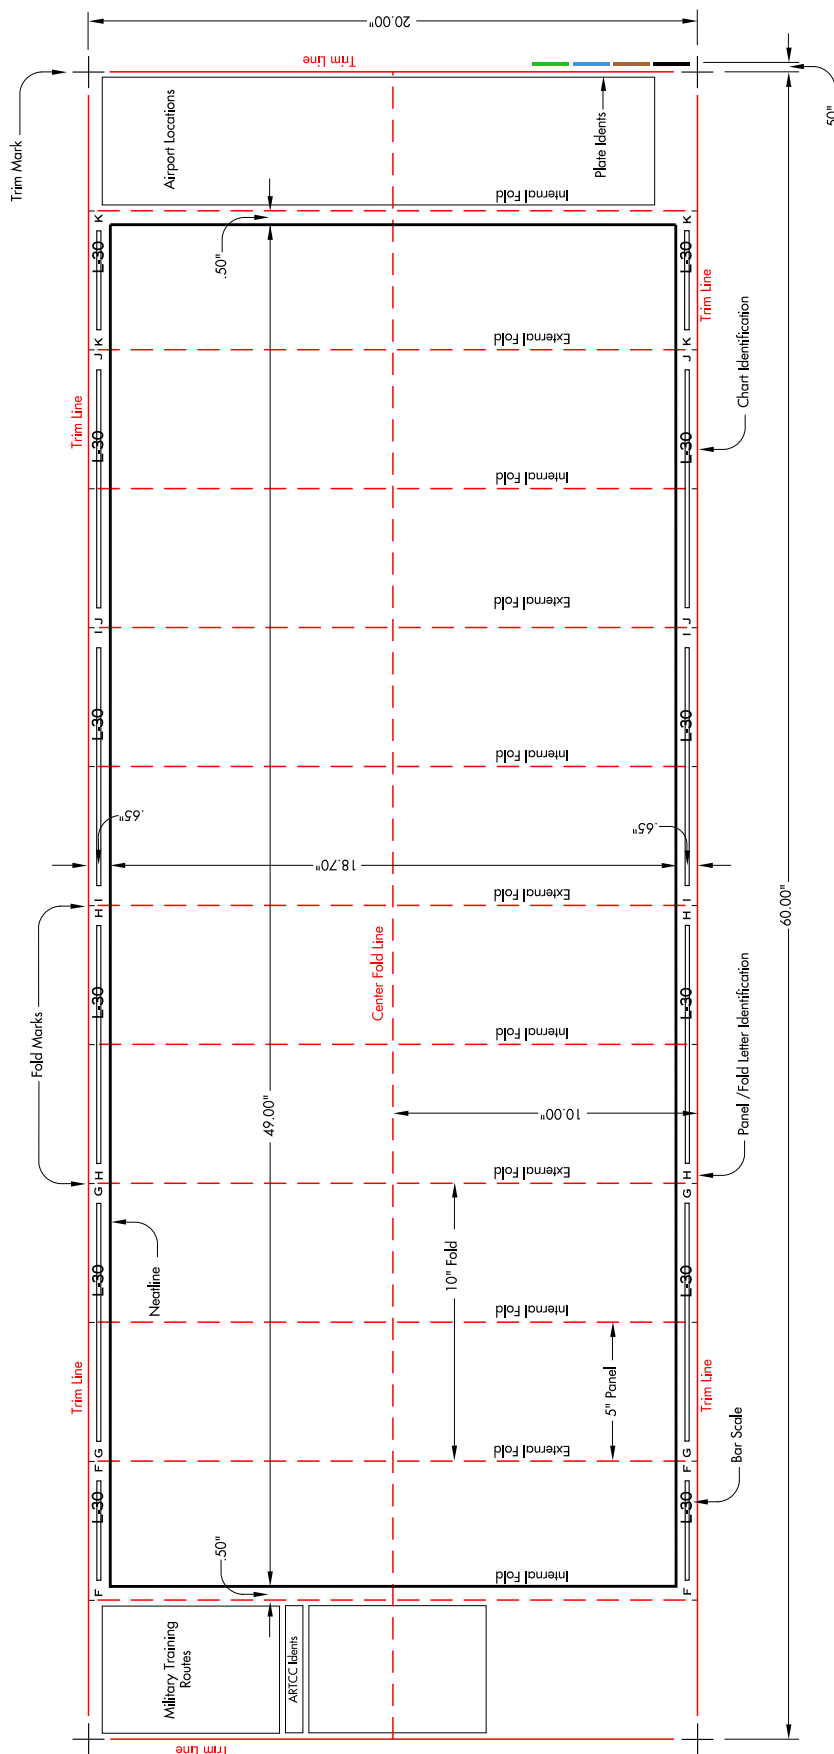 20.00"
Trim Line
.50"
Trim Mark
Airport Locations
Plate Idents
Internal Fold
K
K
L-30
L-30
.50"
Trim Line
External Fold
K
K
J
J
Chart Identification
Trim Line
L-30
L-30
Internal Fold
External Fold
J
J
I
I
L-30
L-30
Internal Fold
.65"
.65"
18.70"
60.00"
External Fold
I
I
H
H
Center Fold Line
Fold Marks
L-30
L-30
Panel /Fold Letter Identification
Internal Fold
49.00"
10.00"
External Fold
H
H
G
G
Neatline
10" Fold
L-30
L-30
Internal Fold
Trim Line
5" Panel
Trim Line
External Fold
G
G
F
F
Bar Scale
L-30
L-30
.50"
Internal Fold
F
F
Military Training
Routes
ARTCC Idents
Trim Line